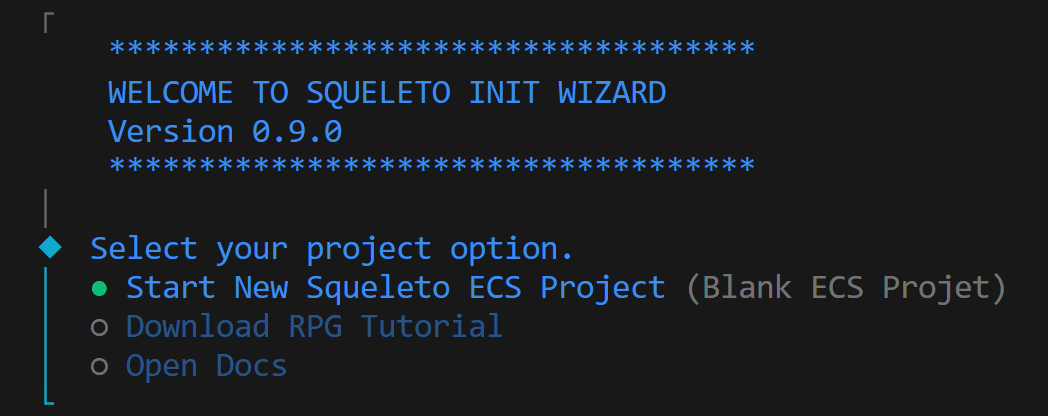 ************************************
WELCOME TO SQUELETO INIT WIZARD
Version 0.9.0
************************************
Select your project option.
Start New Squeleto ECS Project (Blank ECS Projet)
Download RPG Tutorial
Open Docs